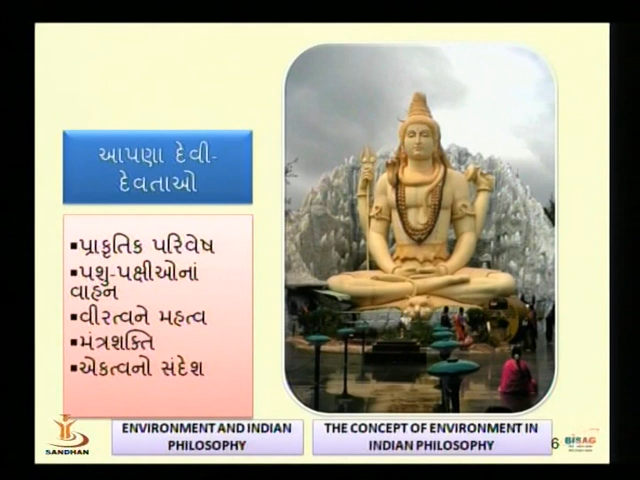 આપણા દેવી-
દેવતાઓ
▪પ્રાકૃતિક પરિવેષ
▪પશુ-પક્ષીઓનાં
વાહન
▪વીરત્વને મહત્વ
▪મંત્રશક્તિ
▪એકત્વનો સંદેશ
ENVIRONMENT AND INDIAN
PHILOSOPHY
THE CONCEPT OF ENVIRONMENT IN
INDIAN PHILOSOPHY
6
SANDHAN
BISAG